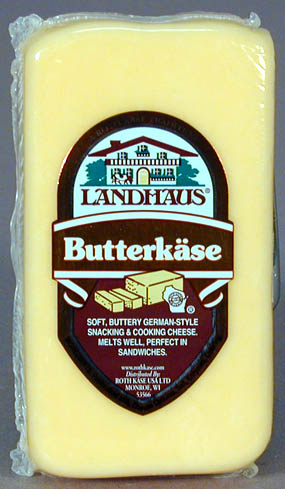 LANDHAUS®
Butterkäse
®
SOFT, BUTTERY GERMAN-STYLE
SNACKING & COOKING CHEESE.
MELTS WELL, PERFECT IN
SANDWICHES.
www.rothkase.com
Distributed By:
ROTH KÄSE USA LTD
MONROE, WI
53566